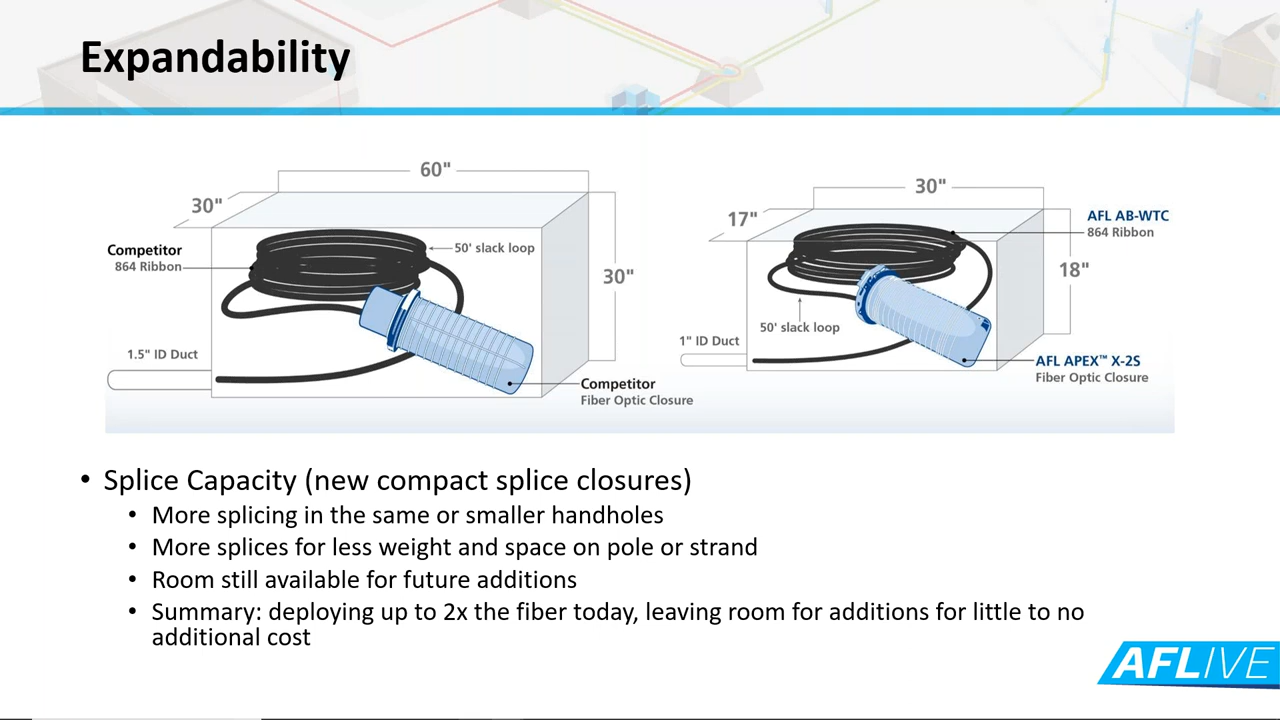 Expandability
60"
30"
Competitor
864 Ribbon
50' slack loop
30"
1.5" ID Duct
Competitor
Fiber Optic Closure
30"
17"
AFL AB-WTC
864 Ribbon
18"
50' slack loop
1" ID Duct
AFL APEX™ X-2S
Fiber Optic Closure
• Splice Capacity (new compact splice closures)
• More splicing in the same or smaller handholes
• More splices for less weight and space on pole or strand
• Room still available for future additions
• Summary: deploying up to 2x the fiber today, leaving room for additions for little to no
additional cost
AFLIVE